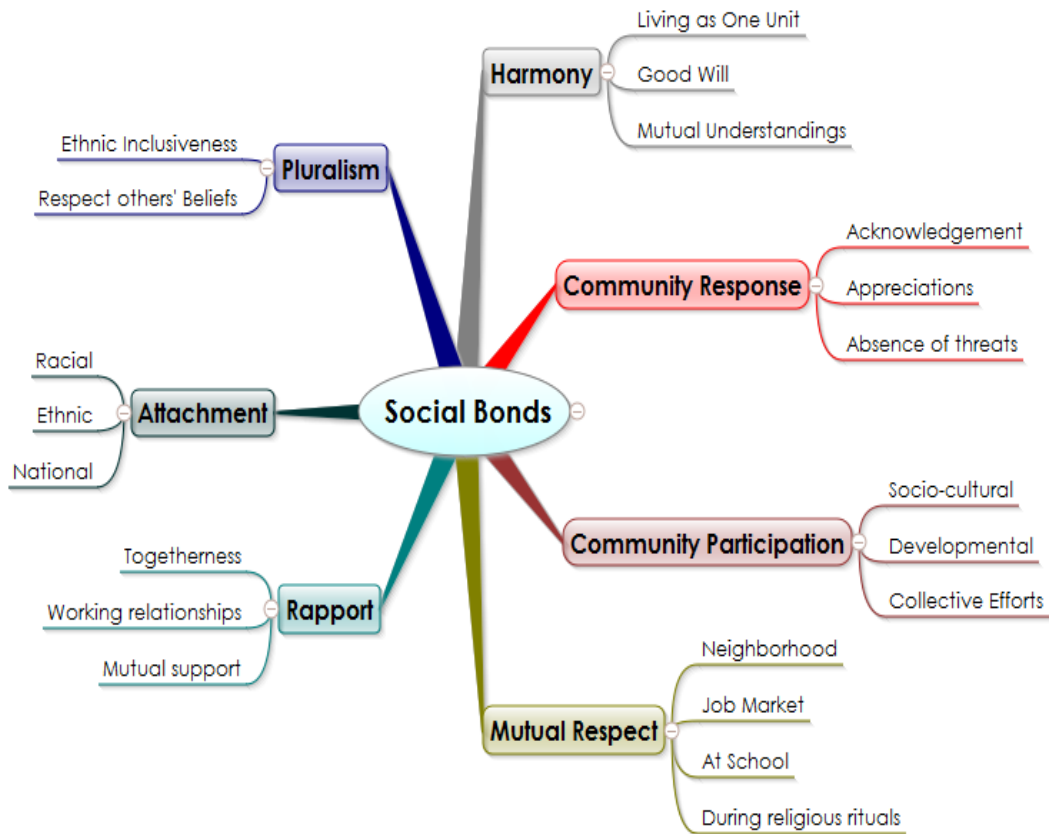 Social Bonds
Harmony
Living as One Unit
Good Will
Mutual Understandings
Community Response
Acknowledgement
Appreciations
Absence of threats
Community Participation
Socio-cultural
Developmental
Collective Efforts
Mutual Respect
Neighborhood
Job Market
At School
During religious rituals
Rapport
Togetherness
Working relationships
Mutual support
Attachment
Racial
Ethnic
National
Pluralism
Ethnic Inclusiveness
Respect others' Beliefs